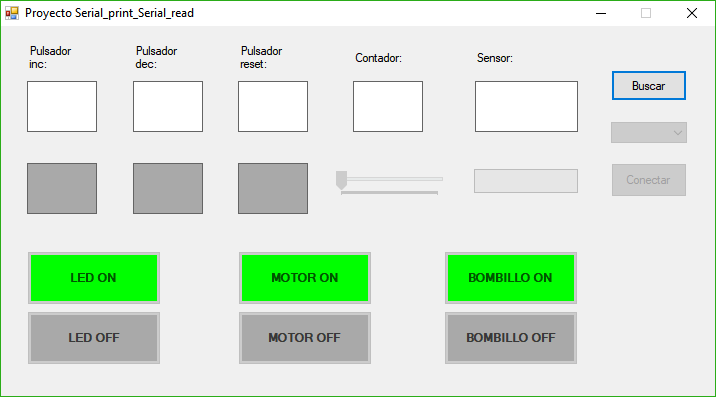 Proyecto Serial_print_Serial_read
Pulsador
inc:
Pulsador
dec:
Pulsador
reset:
Contador:
Sensor:
Buscar
Conectar
LED ON
MOTOR ON
BOMBILLO ON
LED OFF
MOTOR OFF
BOMBILLO OFF